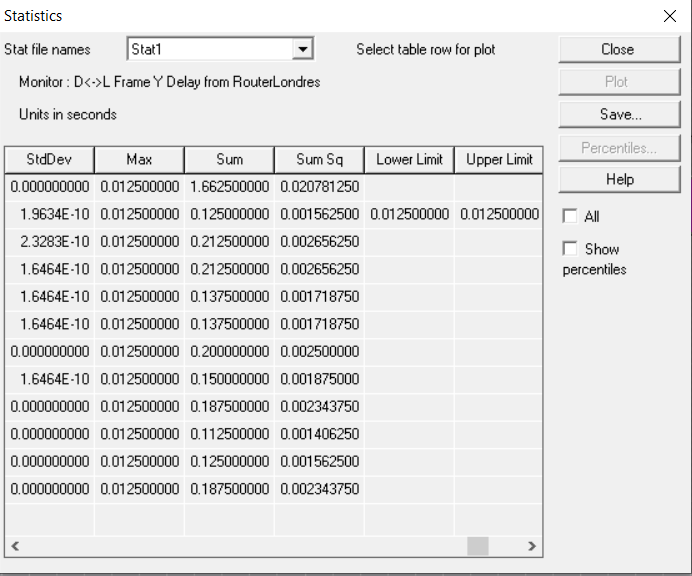 Statistics
Stat file names Stat1 Select table row for plot Close
Monitor : D<->L Frame Y Delay from RouterLondres Plot
Units in seconds Save...
StdDev Max Sum Sum Sq Lower Limit Upper Limit Percentiles...
0.000000000 0.012500000 1.662500000 0.020781250 Help
1.9634E-10 0.012500000 0.125000000 0.001562500 0.012500000 0.012500000 All
2.3283E-10 0.012500000 0.212500000 0.002656250 Show
1.6464E-10 0.012500000 0.212500000 0.002656250 percentiles
1.6464E-10 0.012500000 0.137500000 0.001718750
1.6464E-10 0.012500000 0.137500000 0.001718750
0.000000000 0.012500000 0.200000000 0.002500000
1.6464E-10 0.012500000 0.150000000 0.001875000
0.000000000 0.012500000 0.187500000 0.002343750
0.000000000 0.012500000 0.112500000 0.001406250
0.000000000 0.012500000 0.125000000 0.001562500
0.000000000 0.012500000 0.187500000 0.002343750